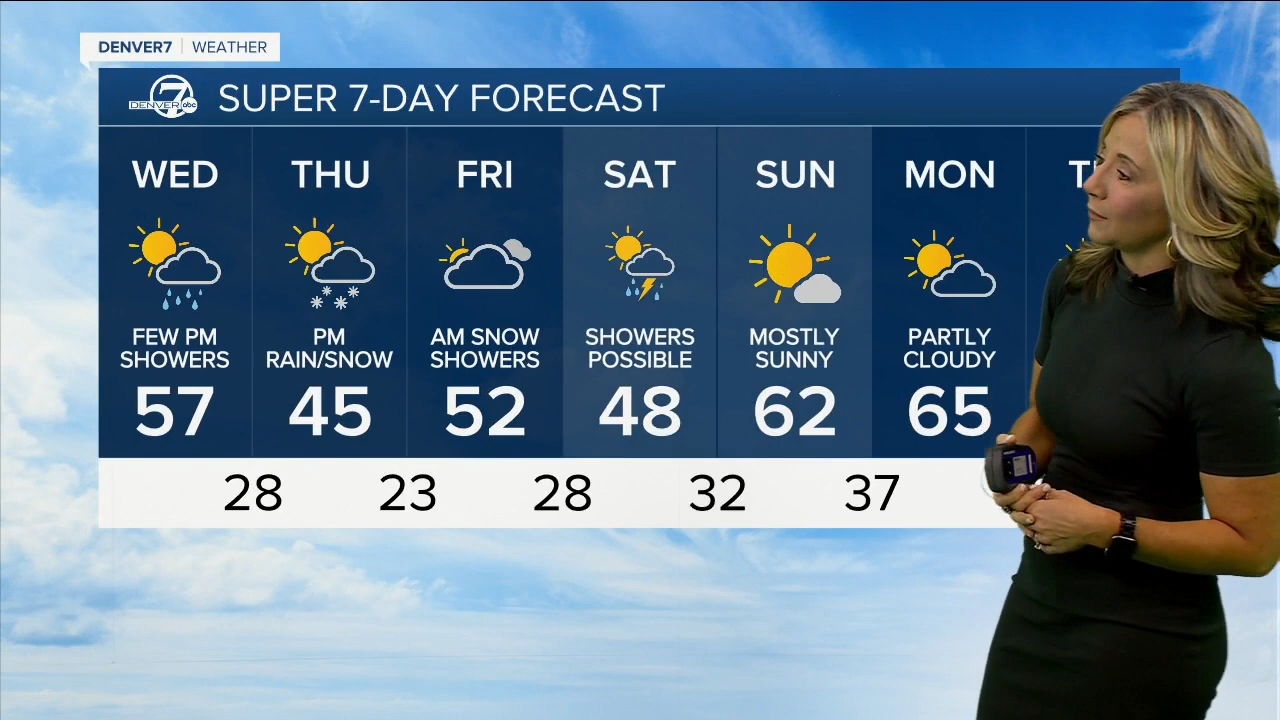 DENVER7 | WEATHER
7
DENVER abc
SUPER 7-DAY FORECAST
WED THU FRI SAT SUN MON
FEW PM SHOWERS
PM RAIN/SNOW
AM SNOW SHOWERS
SHOWERS POSSIBLE
MOSTLY SUNNY
PARTLY CLOUDY
57 45 52 48 62 65
28 23 28 32 37